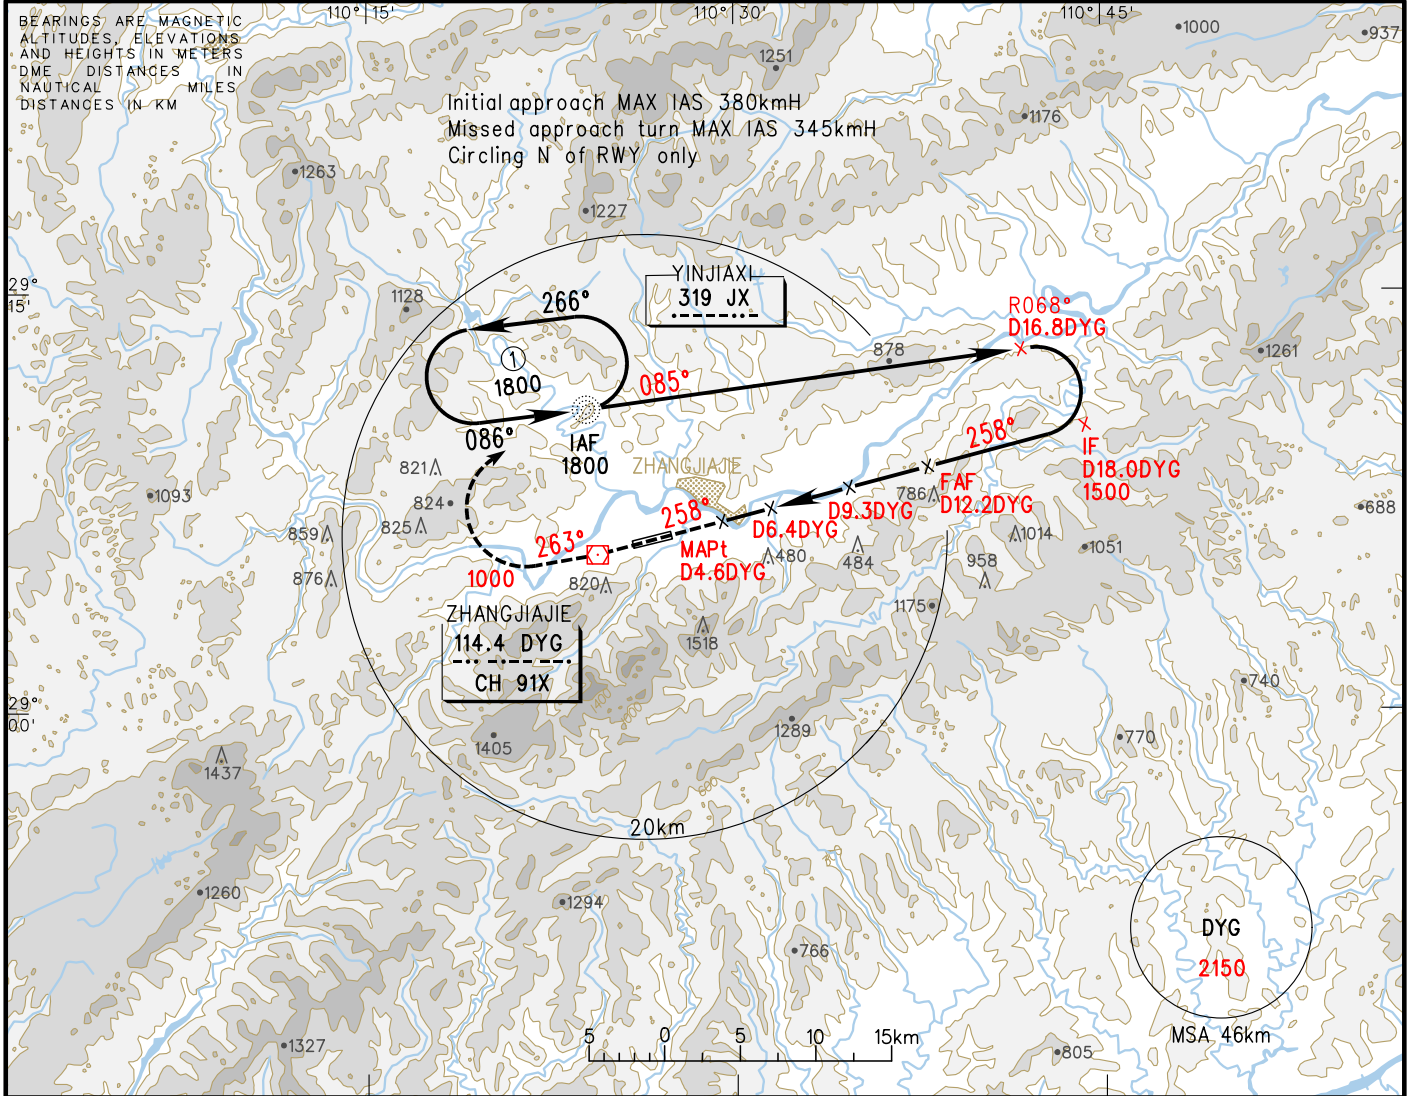 110° 15'
110° 30'
110° 45'
BEARINGS ARE MAGNETIC
ALTITUDES, ELEVATIONS
AND HEIGHTS IN METERS
DME DISTANCES IN
NAUTICAL MILES
DISTANCES IN KM
1000
937
1251
Initial approach MAX IAS 380kmH
Missed approach turn MAX IAS 345kmH
Circling N of RWY only
1176
1263
1227
29°
15'
YINJIAXI
319 JX
266°
1128
R068°
D16.8DYG
1
1800
878
1261
085°
086°
IAF
1800
258°
IF
D18.0DYG
1500
821
ZHANGJIAJIE
1093
824
786
FAF
D12.2DYG
688
825
859
258°
D9.3DYG
D6.4DYG
263°
MAPt
D4.6DYG
480
484
1014
1051
958
876
1000
820
1175
ZHANGJIAJIE
114.4 DYG
CH 91X
1518
740
29°
00'
1400
1000
1289
770
1405
1437
800
20km
1260
1294
DYG
2150
766
5 0 5 10 15km
MSA 46km
1327
805